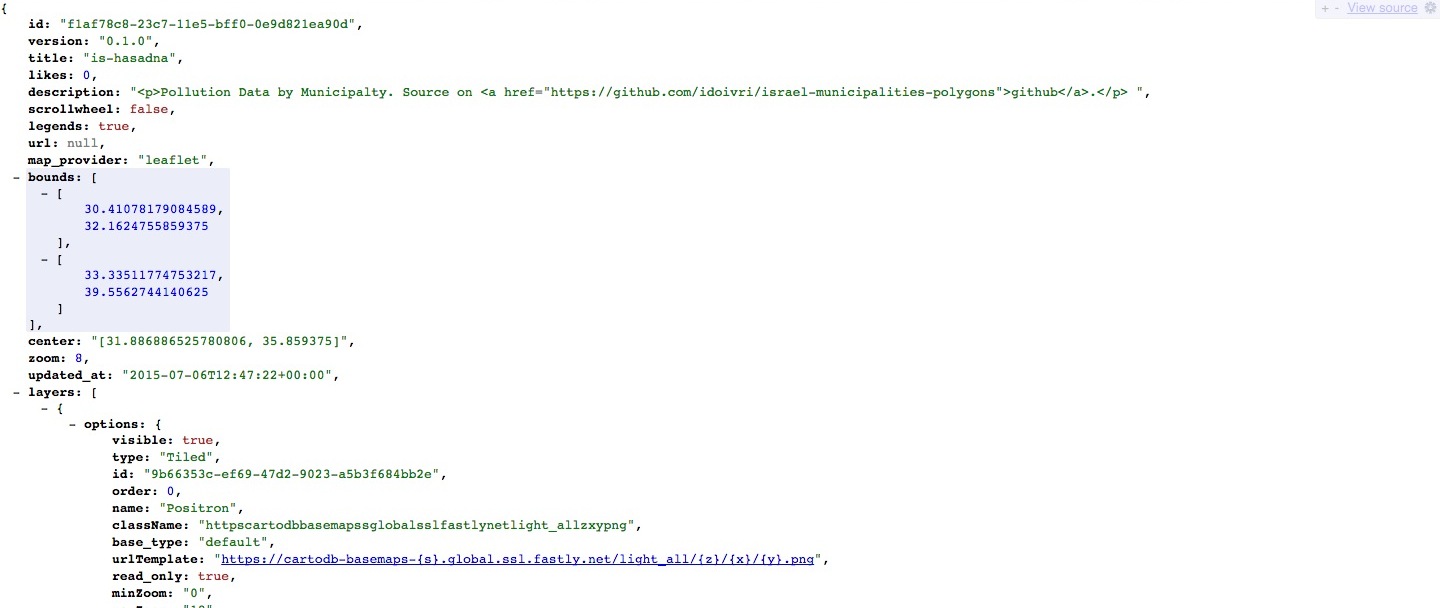 {
+ - View source
id: "f1af78c8-23c7-11e5-bff0-0e9d821ea90d",
version: "0.1.0",
title: "is-hasadna",
likes: 0,
description: "<p>Pollution Data by Municipalty. Source on <a href="https://github.com/idoivri/israel-municipalities-polygons">github</a>.</p> ",
scrollwheel: false,
legends: true,
url: null,
map_provider: "leaflet",
- bounds: [
- [
30.41078179084589,
32.1624755859375
],
- [
33.33511774753217,
39.5562744140625
]
],
center: "[31.886886525780806, 35.859375]",
zoom: 8,
updated_at: "2015-07-06T12:47:22+00:00",
- layers: [
- {
- options: {
visible: true,
type: "Tiled",
id: "9b66353c-ef69-47d2-9023-a5b3f684bb2e",
order: 0,
name: "Positron",
className: "httpscartodbbasemapssglobalsslfastlynetlight_allzxypng",
base_type: "default",
urlTemplate: "https://cartodb-basemaps-{s}.global.ssl.fastly.net/light_all/{z}/{x}/{y}.png",
read_only: true,
minZoom: "0",